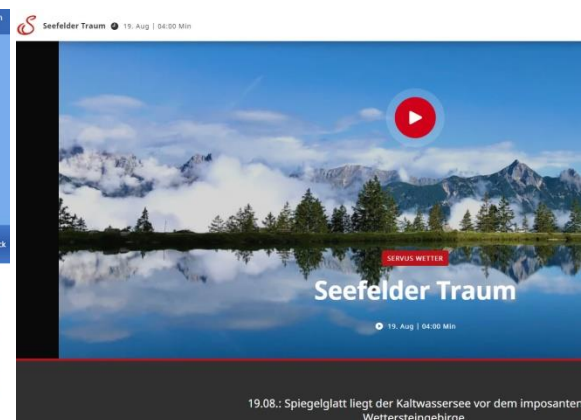 Seefelder Traum 19. Aug | 04:00 Min
SERVUS WETTER
Seefelder Traum
19. Aug | 04:00 Min
19.08.: Spiegelglatt liegt der Kaltwassersee vor dem imposanten
Wettersteingebirge